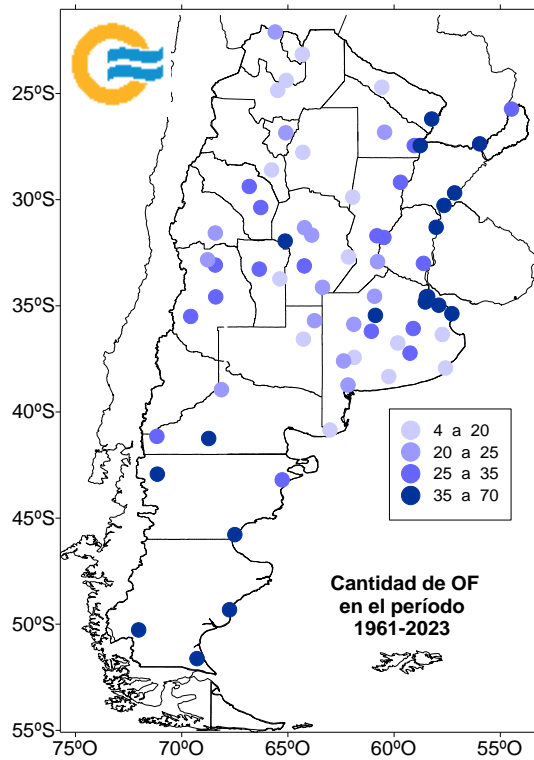 25ºS
30ºS
35ºS
40ºS
45ºS
50ºS
55ºS
4 a 20
20 a 25
25 a 35
35 a 70
Cantidad de OF
en el período
1961-2023
75ºO 70ºO 65ºO 60ºO 55ºO